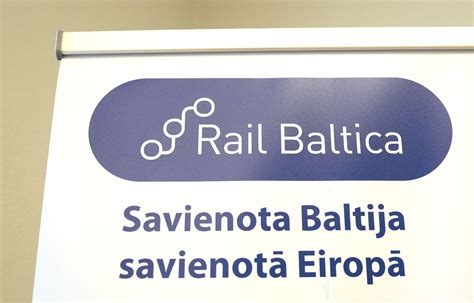 Rail Baltica
Savienota Baltija
savienotā Eiropā